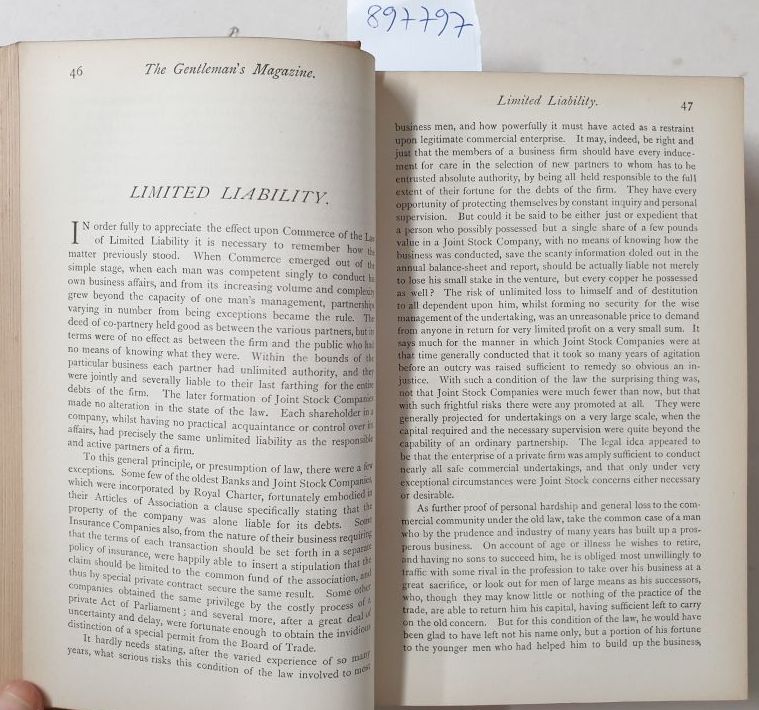 897797
46
The Gentleman's Magazine.
LIMITED LIABILITY.
IN order fully to appreciate the effect upon Commerce of the Law
of Limited Liability it is necessary to remember how the
matter previously stood. When Commerce emerged out of the
simple stage, when each man was competent singly to conduct his
own business affairs, and from its increasing volume and complexity
grew beyond the capacity of one man's management, partnerships
varying in number from being exceptions became the rule. The
deed of co-partnery held good as between the various partners, but its
terms were of no effect as between the firm and the public who had
no means of knowing what they were. Within the bounds of the
particular business each partner had unlimited authority, and they
were jointly and severally liable to their last farthing for the entire
debts of the firm. The later formation of Joint Stock Companies
made no alteration in the state of the law. Each shareholder in a
company, whilst having no practical acquaintance or control over its
affairs, had precisely the same unlimited liability as the responsible
and active partners of a firm.
To this general principle, or presumption of law, there were a few
exceptions. Some few of the oldest Banks and Joint Stock Companies,
which were incorporated by Royal Charter, fortunately embodied in
their Articles of Association a clause specifically stating that the
property of the company was alone liable for its debts. Some
Insurance Companies also, from the nature of their business requiring
that the terms of each transaction should be set forth in a separate
policy of insurance, were happily able to insert a stipulation that the
claim should be limited to the common fund of the association, and
thus by special private contract secure the same result. Some other
companies obtained the same privilege by the costly process of a
private Act of Parliament; and several more, after a great deal of
uncertainty and delay, were fortunate enough to obtain the invidious
distinction of a special permit from the Board of Trade.
It hardly needs stating, after the varied experience of so many
years, what serious risks this condition of the law involved to most
Limited Liability.
47
business men, and how powerfully it must have acted as a restraint
upon legitimate commercial enterprise. It may, indeed, be right and
just that the members of a business firm should have every induce-
ment for care in the selection of new partners to whom has to be
entrusted absolute authority, by being all held responsible to the full
extent of their fortune for the debts of the firm. They have every
opportunity of protecting themselves by constant inquiry and personal
supervision. But could it be said to be either just or expedient that
a person who possibly possessed but a single share of a few pounds
value in a Joint Stock Company, with no means of knowing how the
business was conducted, save the scanty information doled out in the
annual balance-sheet and report, should be actually liable not merely
to lose his small stake in the venture, but every copper he possessed
as well? The risk of unlimited loss to himself and of destitution
to all dependent upon him, whilst forming no security for the wise
management of the undertaking, was an unreasonable price to demand
from anyone in return for very limited profit on a very small sum. It
says much for the manner in which Joint Stock Companies were at
that time generally conducted that it took so many years of agitation
before an outcry was raised sufficient to remedy so obvious an in-
justice. With such a condition of the law the surprising thing was,
not that Joint Stock Companies were much fewer than now, but that
with such frightful risks there were any promoted at all. They were
generally projected for undertakings on a very large scale, when the
capital required and the necessary supervision were quite beyond the
capability of an ordinary partnership. The legal idea appeared to
be that the enterprise of a private firm was amply sufficient to conduct
nearly all safe commercial undertakings, and that only under very
exceptional circumstances were Joint Stock concerns either necessary
or desirable.
As further proof of personal hardship and general loss to the com-
mercial community under the old law, take the common case of a man
who by the prudence and industry of many years has built up a pros-
perous business. On account of age or illness he wishes to retire,
and having no sons to succeed him, he is obliged most unwillingly to
traffic with some rival in the profession to take over his business at a
great sacrifice, or look out for men of large means as his successors,
who, though they may know little or nothing of the practice of the
trade, are able to return him his capital, having sufficient left to carry
on the old concern. But for this condition of the law, he would have
been glad to have left not his name only, but a portion of his fortune
to the younger men who had helped him to build up the business,